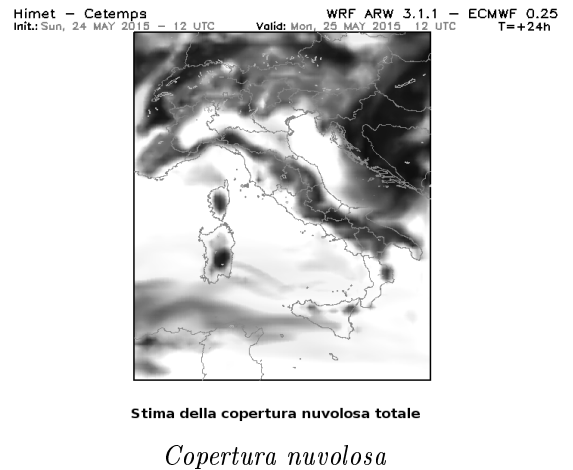 Himet – Cetemps WRF ARW 3.1.1 – ECMWF 0.25
Init.: Sun, 24 MAY 2015 – 12 UTC Valid: Mon, 25 MAY 2015 12 UTC T=+24h
Stima della copertura nuvolosa totale
Copertura nuvolosa